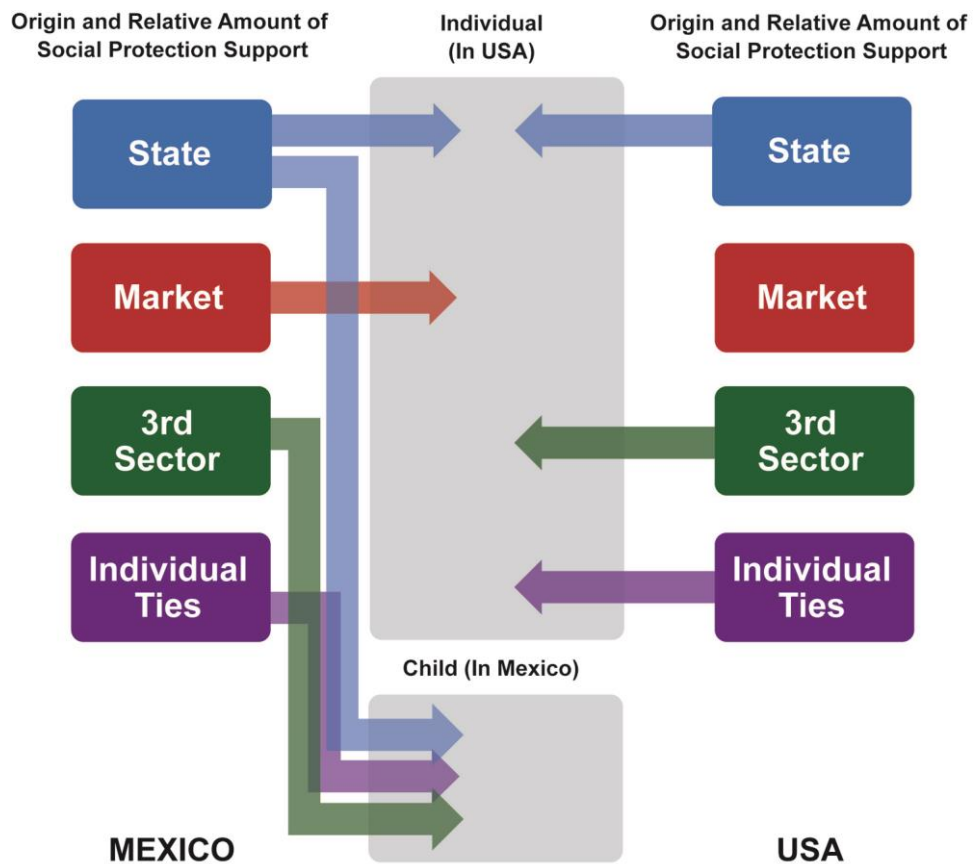 Origin and Relative Amount of
Social Protection Support
Individual
(In USA)
Origin and Relative Amount of
Social Protection Support
State
State
Market
Market
3rd
Sector
3rd
Sector
Individual
Ties
Individual
Ties
Child (In Mexico)
MEXICO
USA